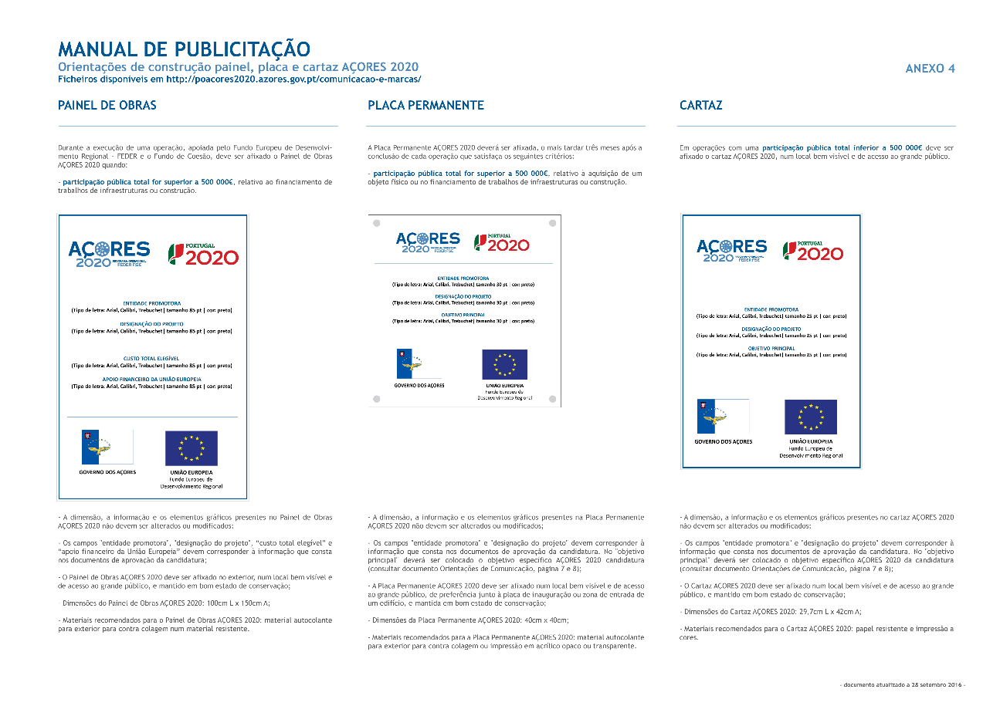 MANUAL DE PUBLICITAÇÃO
Orientações de construção painel, placa e cartaz AÇORES 2020
Ficheiros disponíveis em http://poacores2020.azores.gov.pt/comunicacao-e-marcas/
ANEXO 4
PAINEL DE OBRAS
Durante a execução de uma operação, apoiada pelo Fundo Europeu de Desenvolvi-
mento Regional - FEDER e o Fundo de Coesão, deve ser afixado o Painel de Obras
AÇORES 2020 quando:
- participação pública total for superior a 500 000€, relativo ao financiamento de
trabalhos de infraestruturas ou construção.
AÇORES
2020 PROGRAMA OPERACIONAL
FEDER FSE
PORTUGAL
2020
ENTIDADE PROMOTORA
(Tipo de letra: Arial, Calibri, Trebuchet| tamanho 85 pt | cor: preto)
DESIGNAÇÃO DO PROJETO
(Tipo de letra: Arial, Calibri, Trebuchet| tamanho 85 pt | cor: preto)
CUSTO TOTAL ELEGÍVEL
(Tipo de letra: Arial, Calibri, Trebuchet| tamanho 85 pt | cor: preto)
APOIO FINANCEIRO DA UNIÃO EUROPEIA
(Tipo de letra: Arial, Calibri, Trebuchet| tamanho 85 pt | cor: preto)
GOVERNO DOS AÇORES
UNIÃO EUROPEIA
Fundo Europeu de
Desenvolvimento Regional
- A dimensão, a informação e os elementos gráficos presentes no Painel de Obras
AÇORES 2020 não devem ser alterados ou modificados;
- Os campos "entidade promotora", "designação do projeto", “custo total elegível” e
“apoio financeiro da União Europeia” devem corresponder à informação que consta
nos documentos de aprovação da candidatura;
- O Painel de Obras AÇORES 2020 deve ser afixado no exterior, num local bem visível e
de acesso ao grande público, e mantido em bom estado de conservação;
- Dimensões do Painel de Obras AÇORES 2020: 100cm L x 150cm A;
- Materiais recomendados para o Painel de Obras AÇORES 2020: material autocolante
para exterior para contra colagem num material resistente.
PLACA PERMANENTE
A Placa Permanente AÇORES 2020 deverá ser afixada, o mais tardar três meses após a
conclusão de cada operação que satisfaça os seguintes critérios:
- participação pública total for superior a 500 000€, relativo à aquisição de um
objeto físico ou no financiamento de trabalhos de infraestruturas ou construção.
AÇORES
2020 PROGRAMA OPERACIONAL
FEDER FSE
PORTUGAL
2020
ENTIDADE PROMOTORA
(Tipo de letra: Arial, Calibri, Trebuchet| tamanho 30 pt | cor: preto)
DESIGNAÇÃO DO PROJETO
(Tipo de letra: Arial, Calibri, Trebuchet| tamanho 30 pt | cor: preto)
OBJETIVO PRINCIPAL
(Tipo de letra: Arial, Calibri, Trebuchet| tamanho 30 pt | cor: preto)
GOVERNO DOS AÇORES
UNIÃO EUROPEIA
Fundo Europeu de
Desenvolvimento Regional
- A dimensão, a informação e os elementos gráficos presentes na Placa Permanente
AÇORES 2020 não devem ser alterados ou modificados;
- Os campos "entidade promotora" e "designação do projeto" devem corresponder à
informação que consta nos documentos de aprovação da candidatura. No "objetivo
principal" deverá ser colocado o objetivo específico AÇORES 2020 da candidatura
(consultar documento Orientações de Comunicação, página 7 e 8);
- A Placa Permanente AÇORES 2020 deve ser afixado num local bem visível e de acesso
ao grande público, de preferência junto à placa de inauguração ou zona de entrada de
um edifício, e mantida em bom estado de conservação;
- Dimensões da Placa Permanente AÇORES 2020: 40cm x 40cm;
- Materiais recomendados para a Placa Permanente AÇORES 2020: material autocolante
para exterior para contra colagem ou impressão em acrílico opaco ou transparente.
CARTAZ
Em operações com uma participação pública total inferior a 500 000€ deve ser
afixado o cartaz AÇORES 2020, num local bem visível e de acesso ao grande público.
AÇORES
2020 PROGRAMA OPERACIONAL
FEDER FSE
PORTUGAL
2020
ENTIDADE PROMOTORA
(Tipo de letra: Arial, Calibri, Trebuchet| tamanho 25 pt | cor: preto)
DESIGNAÇÃO DO PROJETO
(Tipo de letra: Arial, Calibri, Trebuchet| tamanho 25 pt | cor: preto)
OBJETIVO PRINCIPAL
(Tipo de letra: Arial, Calibri, Trebuchet| tamanho 25 pt | cor: preto)
GOVERNO DOS AÇORES
UNIÃO EUROPEIA
Fundo Europeu de
Desenvolvimento Regional
- A dimensão, a informação e os elementos gráficos presentes no cartaz AÇORES 2020
não devem ser alterados ou modificados;
- Os campos "entidade promotora" e "designação do projeto" devem corresponder à
informação que consta nos documentos de aprovação da candidatura. No "objetivo
principal" deverá ser colocado o objetivo específico AÇORES 2020 da candidatura
(consultar documento Orientações de Comunicação, página 7 e 8);
- O Cartaz AÇORES 2020 deve ser afixado num local bem visível e de acesso ao grande
público, e mantido em bom estado de conservação;
- Dimensões do Cartaz AÇORES 2020: 29,7cm L x 42cm A;
- Materiais recomendados para o Cartaz AÇORES 2020: papel resistente e impressão a
cores.
- documento atualizado a 28 setembro 2016 -